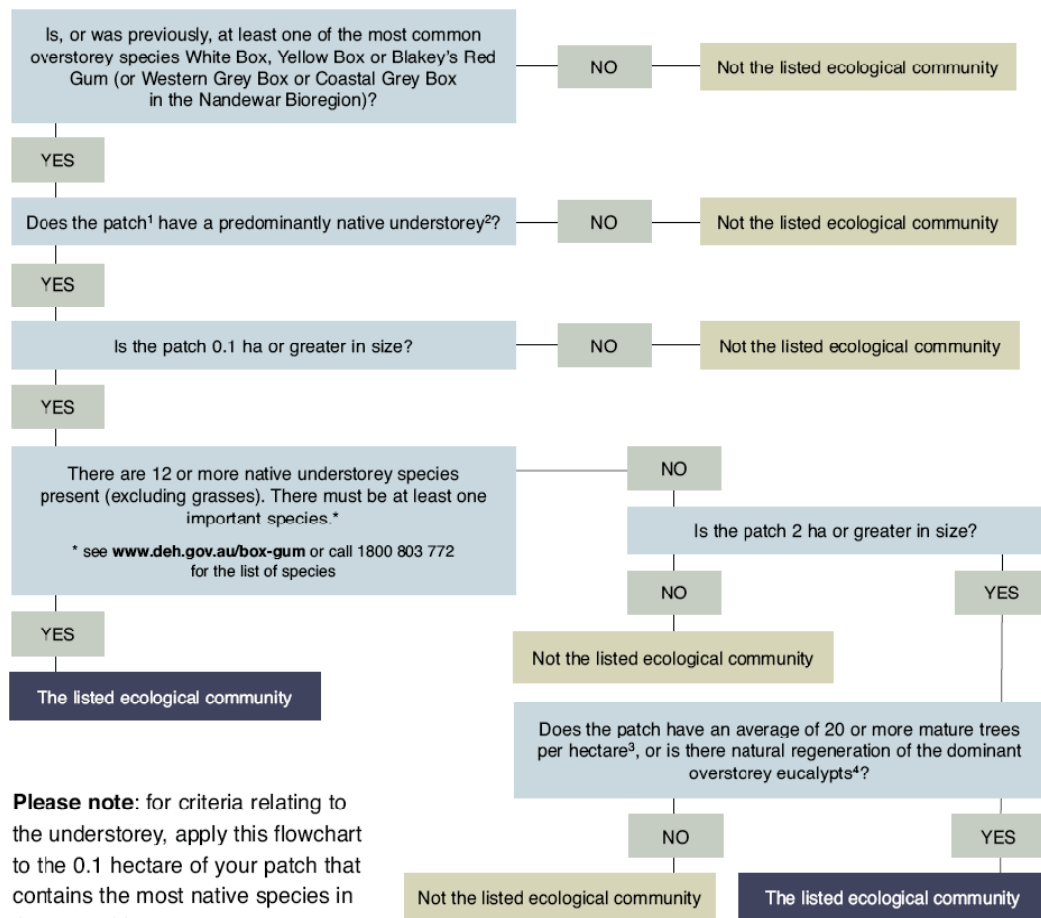 Is, or was previously, at least one of the most common
overstorey species White Box, Yellow Box or Blakey's Red
Gum (or Western Grey Box or Coastal Grey Box
in the Nandewar Bioregion)?
NO
Not the listed ecological community
YES
Does the patch¹ have a predominantly native understorey²?
NO
Not the listed ecological community
YES
Is the patch 0.1 ha or greater in size?
NO
Not the listed ecological community
YES
There are 12 or more native understorey species
present (excluding grasses). There must be at least one
important species.*
* see www.deh.gov.au/box-gum or call 1800 803 772
for the list of species
NO
Is the patch 2 ha or greater in size?
NO
YES
YES
Not the listed ecological community
The listed ecological community
Does the patch have an average of 20 or more mature trees
per hectare³, or is there natural regeneration of the dominant
overstorey eucalypts⁴?
NO
YES
Not the listed ecological community
The listed ecological community
Please note: for criteria relating to
the understorey, apply this flowchart
to the 0.1 hectare of your patch that
contains the most native species in